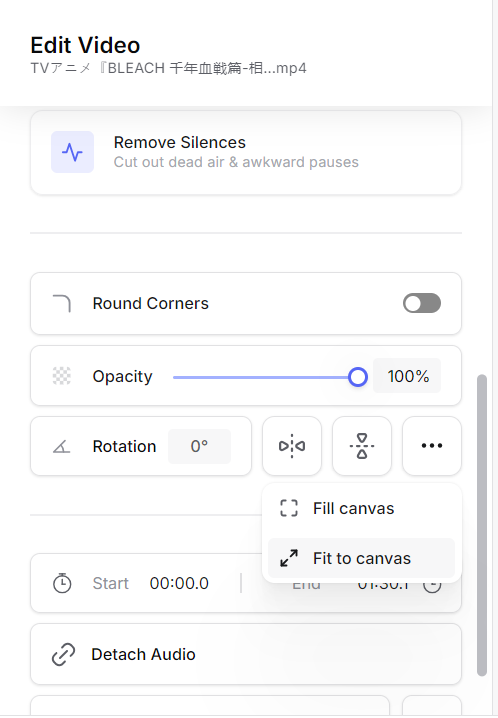 Edit Video
TVアニメ『BLEACH 千年血戦篇-相...mp4
Remove Silences
Cut out dead air & awkward pauses
Round Corners
Opacity 100%
Rotation 0°
Fill canvas
Fit to canvas
Start 00:00.0 End 01:30.1
Detach Audio